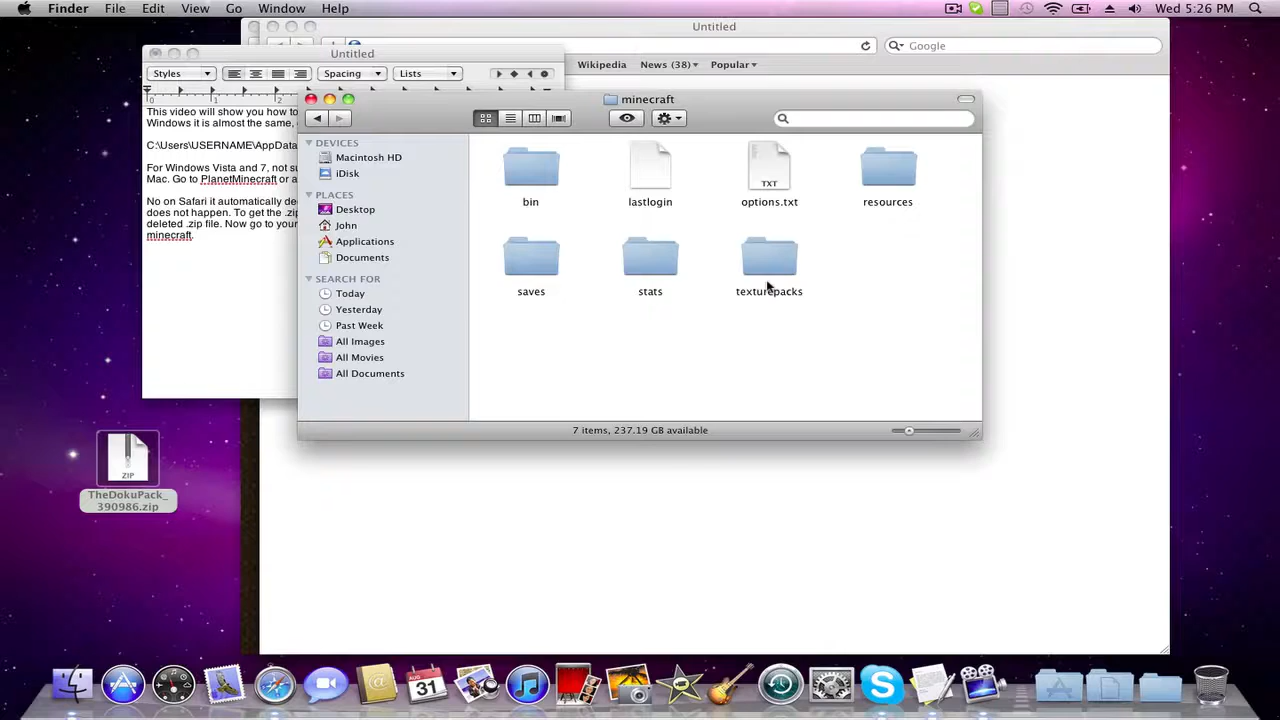 Finder File Edit View Go Window Help
Wed 5:26 PM
Untitled
Google
Wikipedia News (38) Popular
Untitled
Styles Spacing Lists
0 1 2
This video will show you how to
Windows it is almost the same,
C:\Users\USERNAME\AppData
For Windows Vista and 7, not su
Mac. Go to PlanetMinecraft or a
No on Safari it automatically de
does not happen. To get the .zip
deleted .zip file. Now go to your
minecraft.
minecraft
DEVICES
Macintosh HD
iDisk
PLACES
Desktop
John
Applications
Documents
SEARCH FOR
Today
Yesterday
Past Week
All Images
All Movies
All Documents
bin
lastlogin
TXT
options.txt
resources
saves
stats
texturepacks
7 items, 237.19 GB available
ZIP
TheDokuPack_
390986.zip
AUG
31